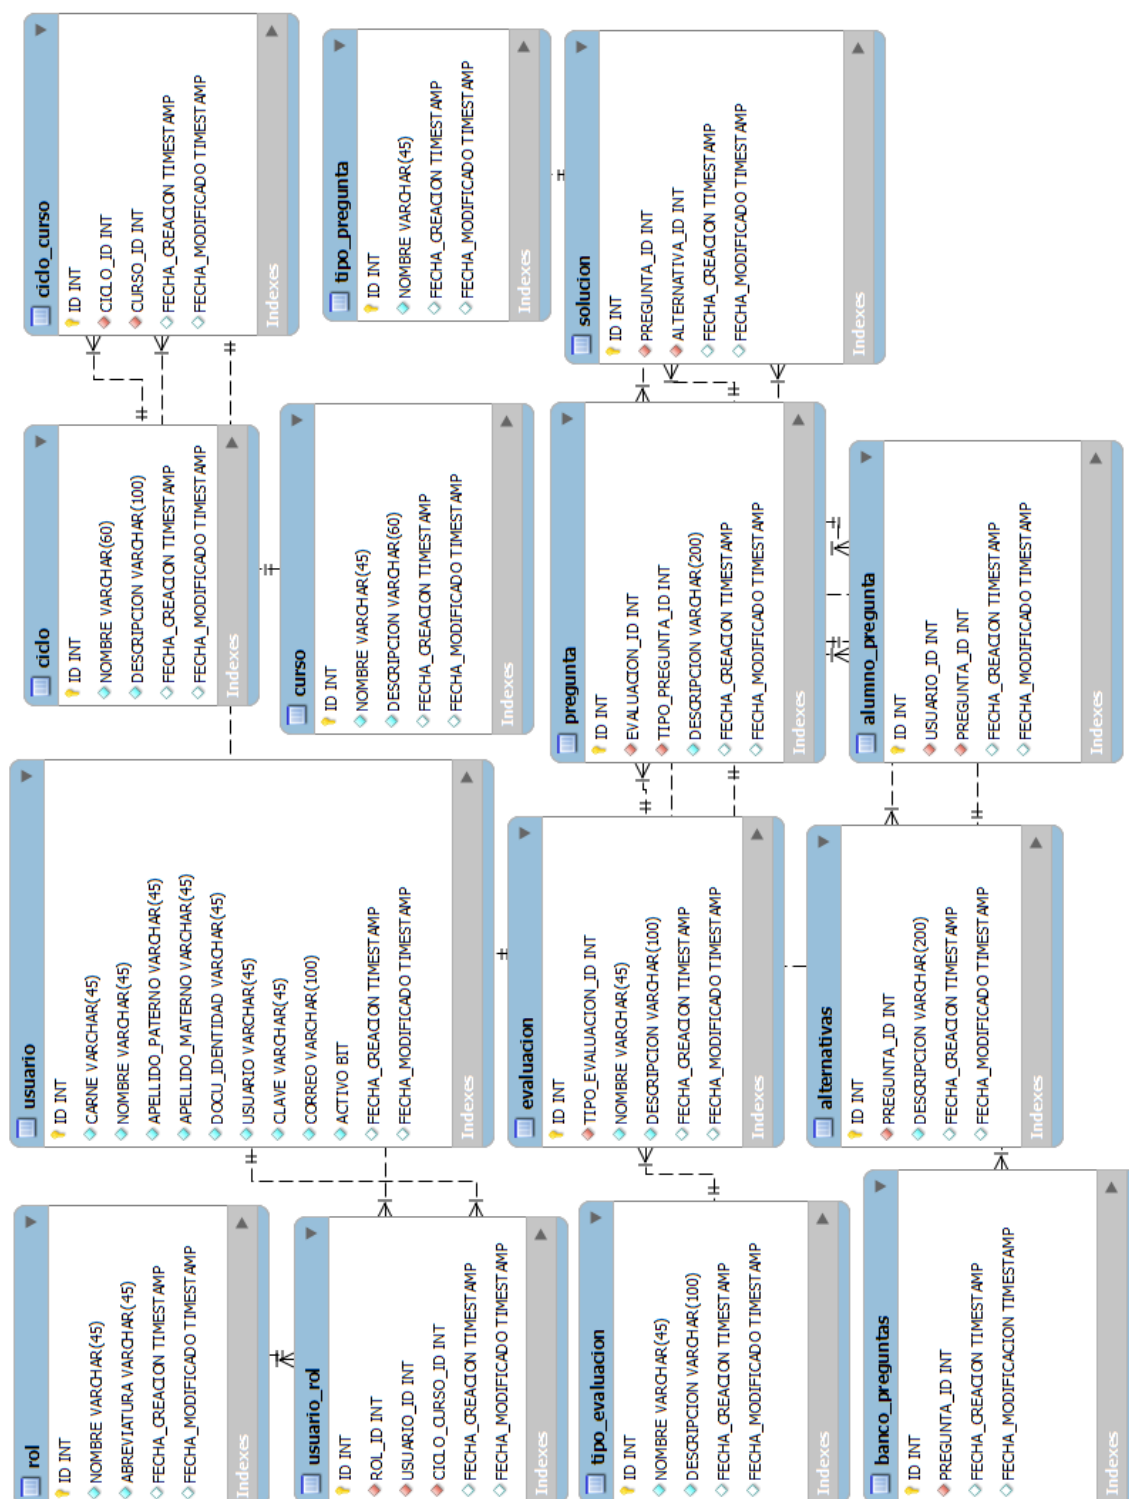 rol
ID INT
NOMBRE VARCHAR(45)
ABREVIATURA VARCHAR(45)
FECHA_CREACION TIMESTAMP
FECHA_MODIFICADO TIMESTAMP
Indexes
usuario
ID INT
CARNE VARCHAR(45)
NOMBRE VARCHAR(45)
APELLIDO_PATERNO VARCHAR(45)
APELLIDO_MATERNO VARCHAR(45)
DOCU_IDENTIDAD VARCHAR(45)
USUARIO VARCHAR(45)
CLAVE VARCHAR(45)
CORREO VARCHAR(100)
ACTIVO BIT
FECHA_CREACION TIMESTAMP
FECHA_MODIFICADO TIMESTAMP
Indexes
ciclo
ID INT
NOMBRE VARCHAR(60)
DESCRIPCION VARCHAR(100)
FECHA_CREACION TIMESTAMP
FECHA_MODIFICADO TIMESTAMP
Indexes
ciclo_curso
ID INT
CICLO_ID INT
CURSO_ID INT
FECHA_CREACION TIMESTAMP
FECHA_MODIFICADO TIMESTAMP
Indexes
usuario_rol
ID INT
ROL_ID INT
USUARIO_ID INT
CICLO_CURSO_ID INT
FECHA_CREACION TIMESTAMP
FECHA_MODIFICADO TIMESTAMP
Indexes
curso
ID INT
NOMBRE VARCHAR(45)
DESCRIPCION VARCHAR(60)
FECHA_CREACION TIMESTAMP
FECHA_MODIFICADO TIMESTAMP
Indexes
tipo_pregunta
ID INT
NOMBRE VARCHAR(45)
FECHA_CREACION TIMESTAMP
FECHA_MODIFICADO TIMESTAMP
Indexes
tipo_evaluacion
ID INT
NOMBRE VARCHAR(45)
DESCRIPCION VARCHAR(100)
FECHA_CREACION TIMESTAMP
FECHA_MODIFICADO TIMESTAMP
Indexes
evaluacion
ID INT
TIPO_EVALUACION_ID INT
NOMBRE VARCHAR(45)
DESCRIPCION VARCHAR(100)
FECHA_CREACION TIMESTAMP
FECHA_MODIFICADO TIMESTAMP
Indexes
pregunta
ID INT
EVALUACION_ID INT
TIPO_PREGUNTA_ID INT
DESCRIPCION VARCHAR(200)
FECHA_CREACION TIMESTAMP
FECHA_MODIFICADO TIMESTAMP
Indexes
solucion
ID INT
PREGUNTA_ID INT
ALTERNATIVA_ID INT
FECHA_CREACION TIMESTAMP
FECHA_MODIFICADO TIMESTAMP
Indexes
banco_preguntas
ID INT
PREGUNTA_ID INT
FECHA_CREACION TIMESTAMP
FECHA_MODIFICACION TIMESTAMP
Indexes
alternativas
ID INT
PREGUNTA_ID INT
DESCRIPCION VARCHAR(200)
FECHA_CREACION TIMESTAMP
FECHA_MODIFICADO TIMESTAMP
Indexes
alumno_pregunta
ID INT
USUARIO_ID INT
PREGUNTA_ID INT
FECHA_CREACION TIMESTAMP
FECHA_MODIFICADO TIMESTAMP
Indexes